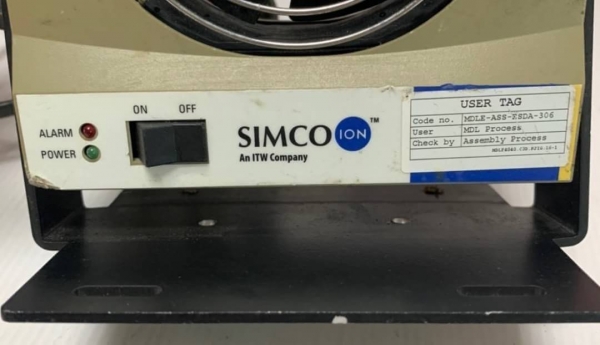 ON OFF
ALARM
POWER
SIMCO ION™
An ITW Company
USER TAG
Code no. MDLE-ASS-ESDA-306
User MDL Process
Check by Assembly Process